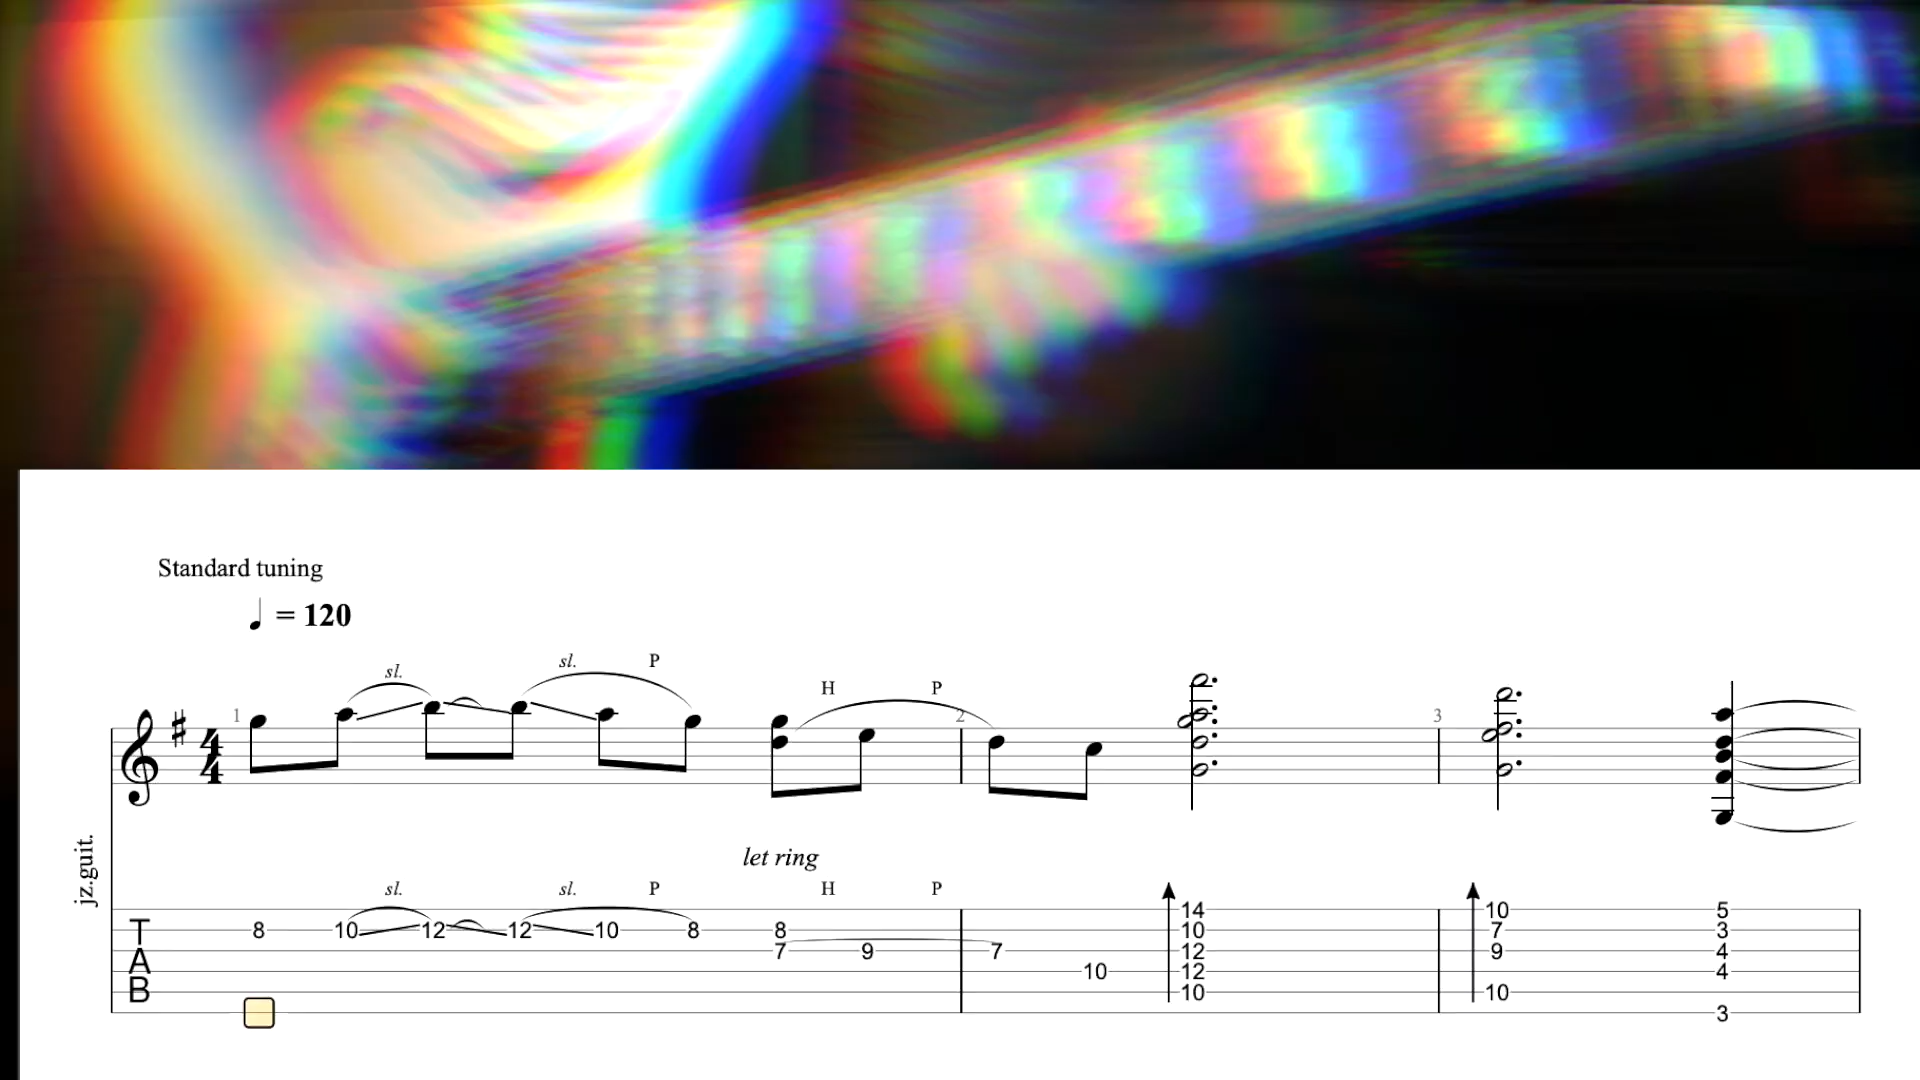 Standard tuning
= 120
sl. sl. P H P
1 2 3
4
4
jz.guit.
let ring
sl. sl. P H P
14 10 5
T 8 10 12 12 10 8 8 10 7 3
A 7 9 7 12 9 4
10 12 4
B 10 10
3